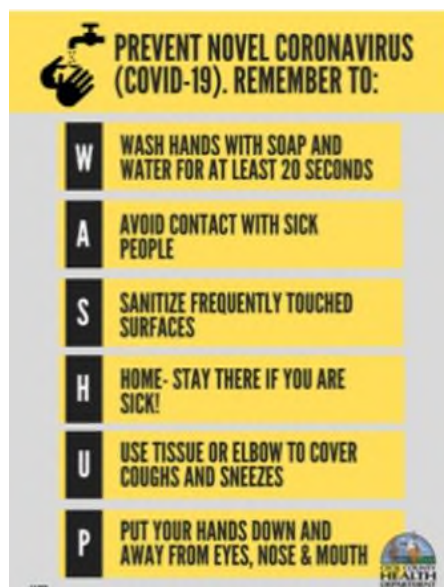 PREVENT NOVEL CORONAVIRUS
(COVID-19). REMEMBER TO:
W
WASH HANDS WITH SOAP AND
WATER FOR AT LEAST 20 SECONDS
A
AVOID CONTACT WITH SICK
PEOPLE
S
SANITIZE FREQUENTLY TOUCHED
SURFACES
H
HOME- STAY THERE IF YOU ARE
SICK!
U
USE TISSUE OR ELBOW TO COVER
COUGHS AND SNEEZES
P
PUT YOUR HANDS DOWN AND
AWAY FROM EYES, NOSE & MOUTH
COUNTY
HEALTH
DEPARTMENT